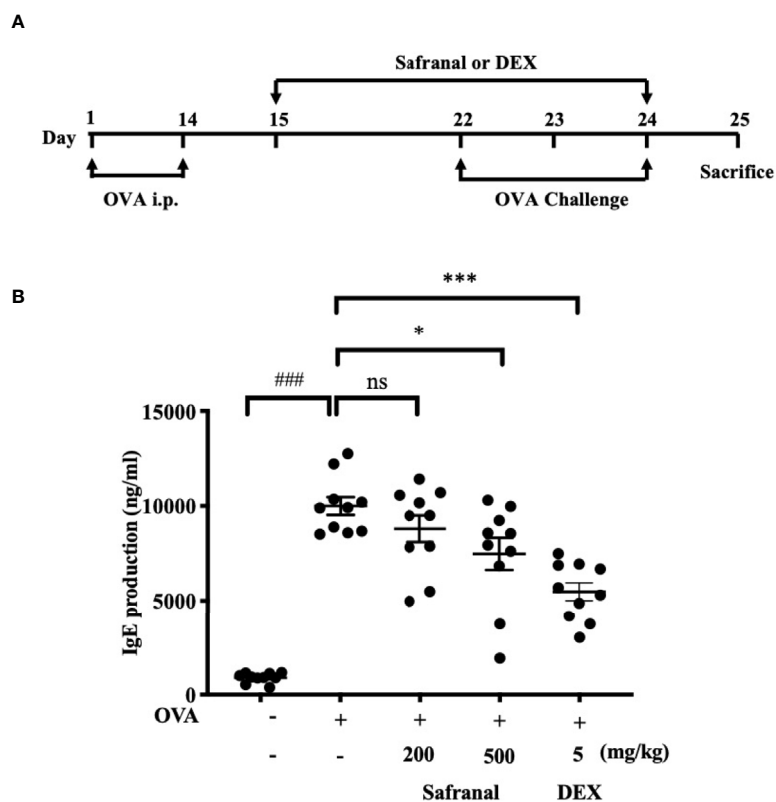 A
Safranal or DEX
Day 1 14 15 22 23 24 25
OVA i.p. OVA Challenge Sacrifice
B
***
*
### ns
IgE production (ng/ml)
15000
10000
5000
0
OVA - + + + +
- - 200 500 5 (mg/kg)
Safranal DEX